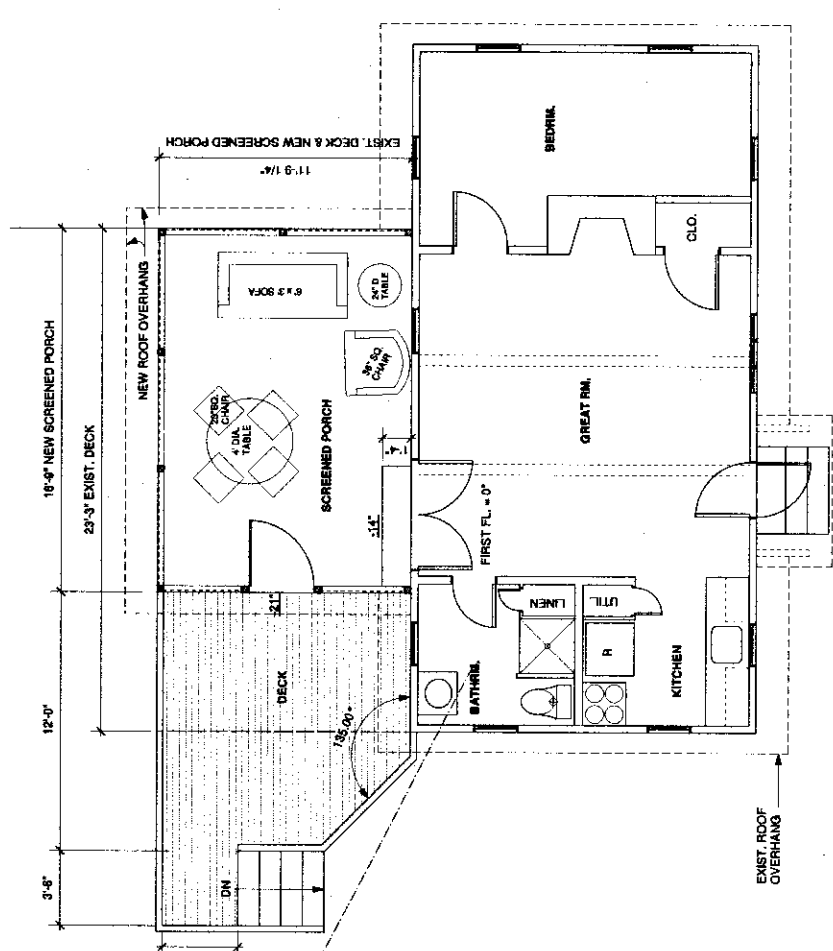 16'-9" NEW SCREENED PORCH
23'-3" EXIST. DECK
12'-0"
3'-6"
NEW ROOF OVERHANG
11'-9 1/4"
EXIST. DECK & NEW SCREENED PORCH
6' x 3' SOFA
24" D
TABLE
36" SQ.
CHAIR
20" SQ.
CHAIR
4' DIA.
TABLE
SCREENED PORCH
1'-4"
-14"
-21"
DECK
135.00°
DN
BEDRM.
CLO.
GREAT RM.
FIRST FL. = 0"
BATHRM.
LINEN
UTIL.
R
KITCHEN
EXIST. ROOF
OVERHANG